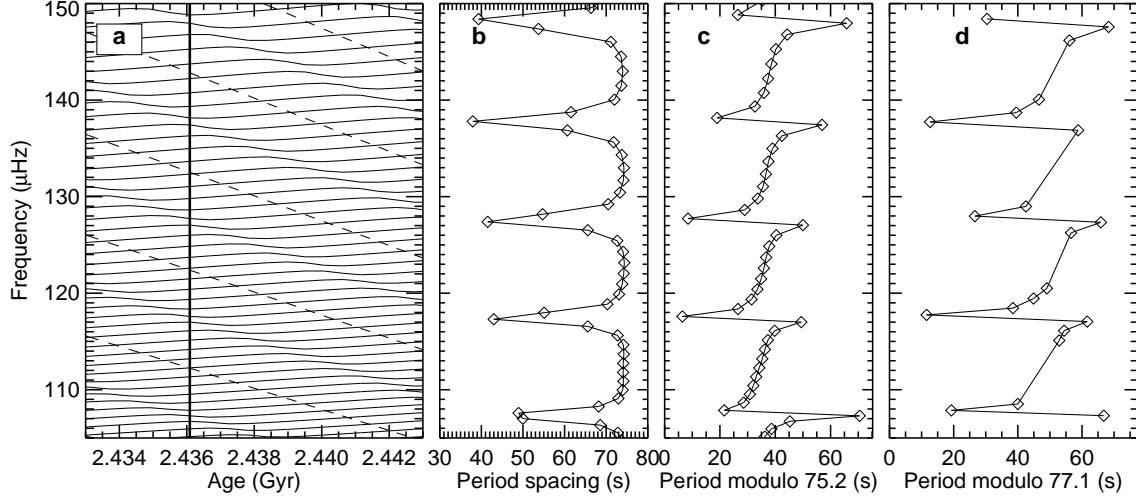 a
b
c
d
150
140
130
120
110
Frequency (μHz)
2.434 2.436 2.438 2.440 2.442
30 40 50 60 70 80
0 20 40 60
0 20 40 60
Age (Gyr)
Period spacing (s)
Period modulo 75.2 (s)
Period modulo 77.1 (s)